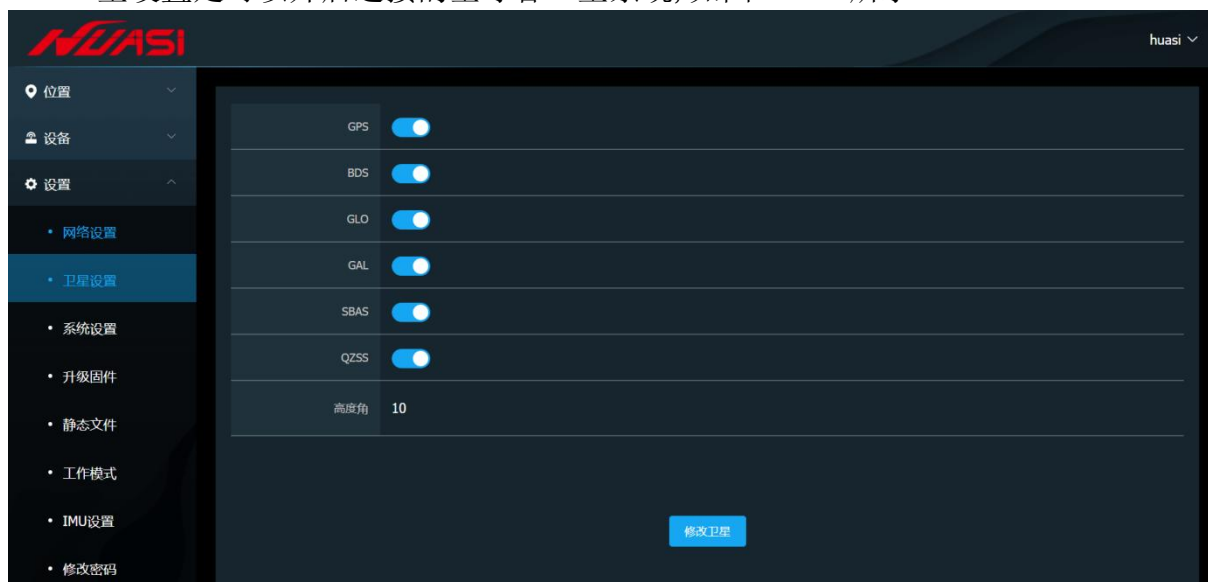 HUASI
huasi
位置
设备
设置
• 网络设置
• 卫星设置
• 系统设置
• 升级固件
• 静态文件
• 工作模式
• IMU设置
• 修改密码
GPS
BDS
GLO
GAL
SBAS
QZSS
高度角 10
修改卫星